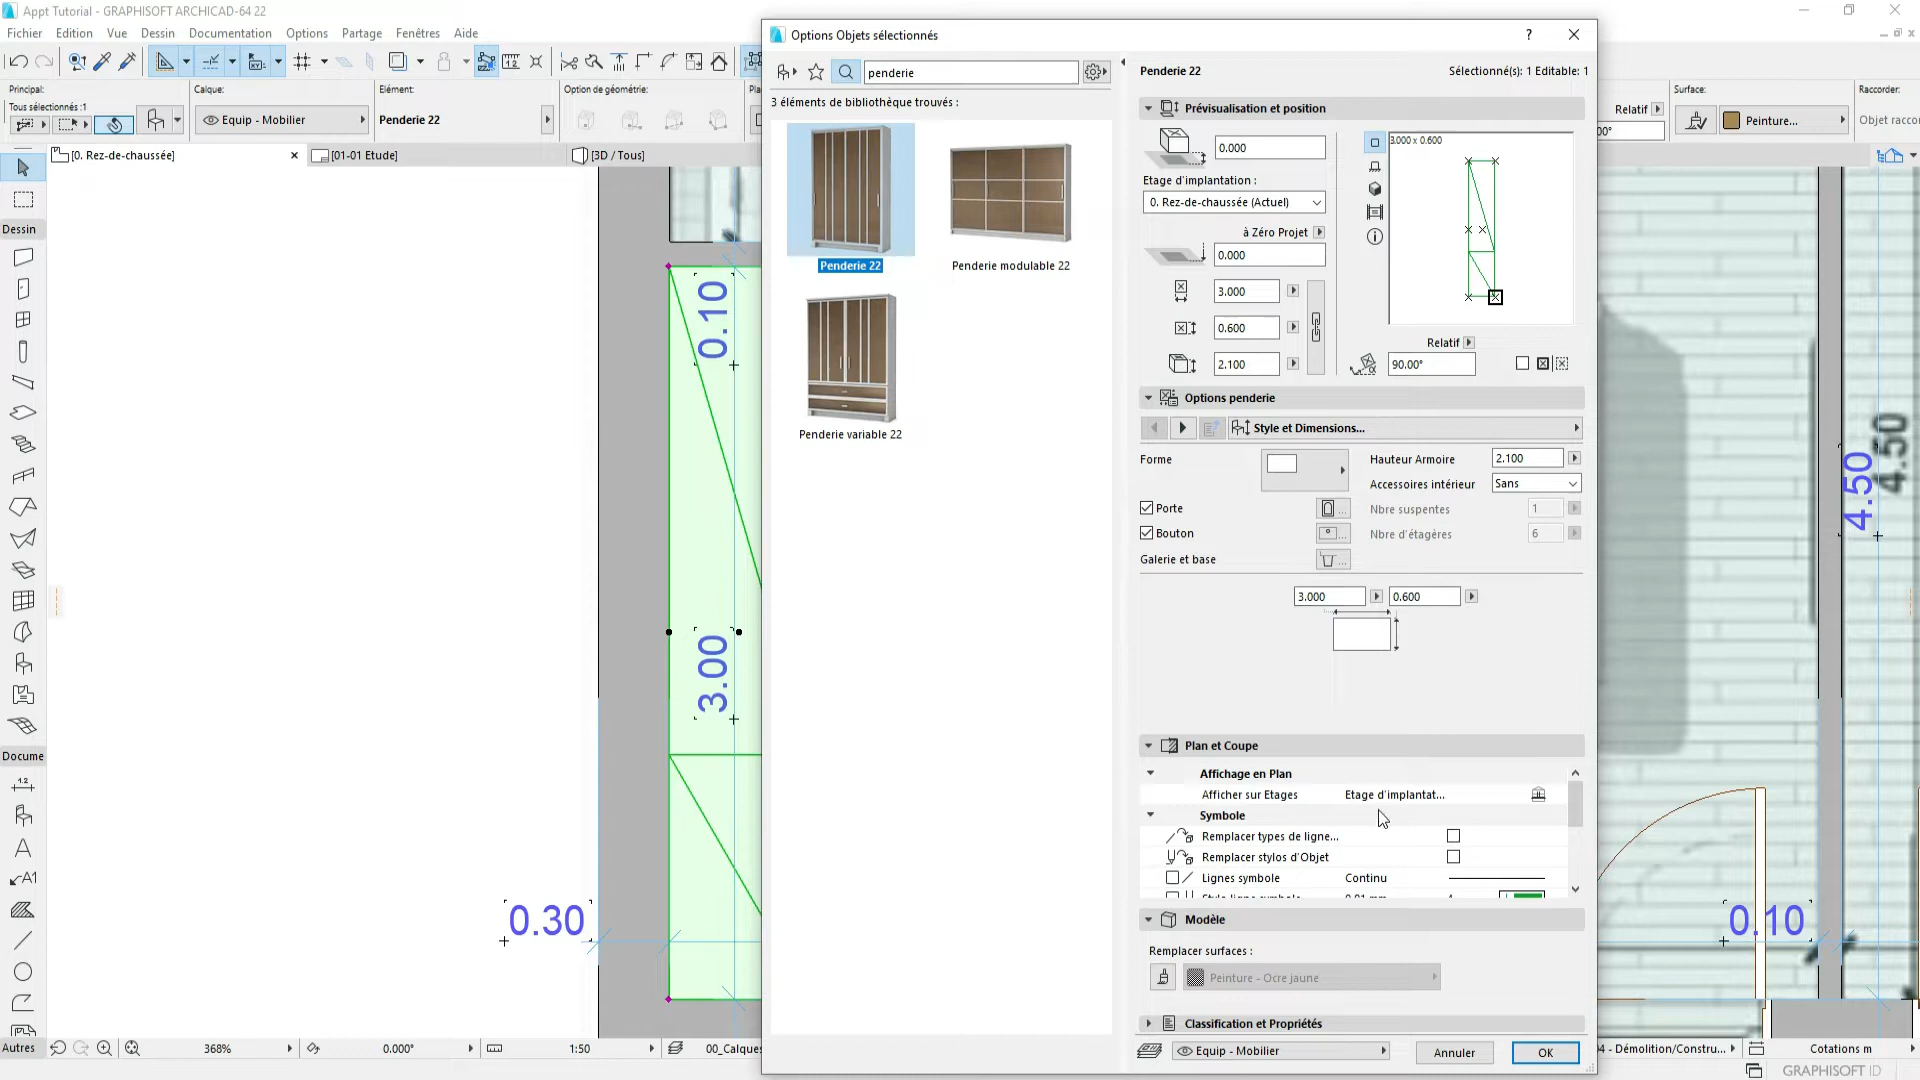 Appt Tutorial - GRAPHISOFT ARCHICAD-64 22
Fichier Edition Vue Dessin Documentation Options Partage Fenêtres Aide
Principal:
Tous sélectionnés :1
Calque:
Equip - Mobilier
Elément:
Penderie 22
Option de géométrie:
Surface:
Peinture...
Raccorder:
Relatif
[0. Rez-de-chaussée]
[01-01 Etude]
[3D / Tous]
Dessin
Docume
Autres
0.10
3.00
0.30
4.50
4.50
0.10
Options Objets sélectionnés
penderie
3 éléments de bibliothèque trouvés :
Penderie 22
Penderie modulable 22
Penderie variable 22
Penderie 22
Sélectionné(s): 1 Editable: 1
Prévisualisation et position
0.000
3.000 x 0.600
Etage d'implantation :
0. Rez-de-chaussée (Actuel)
à Zéro Projet
0.000
3.000
0.600
2.100
Relatif
90.00°
Options penderie
Style et Dimensions...
Forme
Hauteur Armoire 2.100
Accessoires intérieur Sans
Porte
Nbre suspentes 1
Bouton
Nbre d'étagères 6
Galerie et base
3.000 0.600
Plan et Coupe
Affichage en Plan
Afficher sur Etages Etage d'implantat...
Symbole
Remplacer types de ligne...
Remplacer stylos d'Objet
Lignes symbole Continu
Modèle
Remplacer surfaces :
Peinture - Ocre jaune
Classification et Propriétés
Equip - Mobilier
Annuler OK
368% 0.000° 1:50 00_Calques
Démolition/Constru...
Cotations m
GRAPHISOFT ID